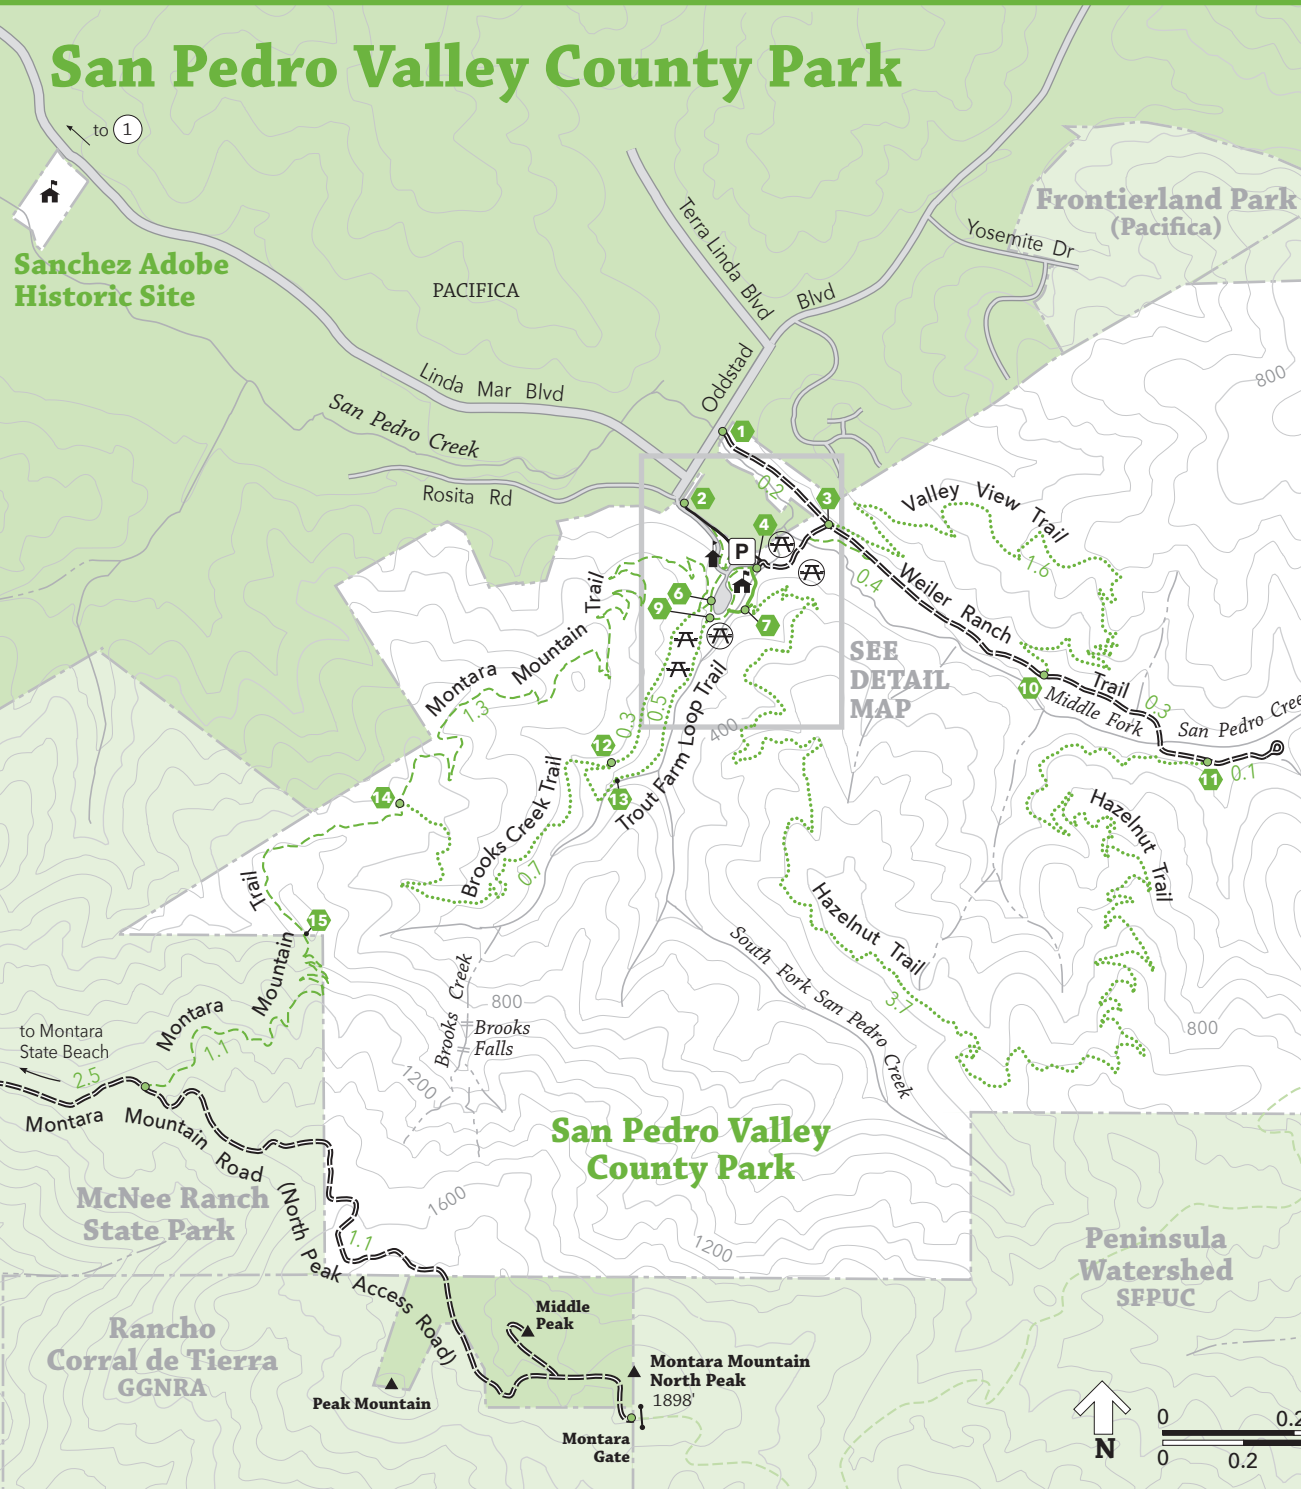 San Pedro Valley County Park
to 1
Sanchez Adobe
Historic Site
PACIFICA
Terra Linda Blvd
Oddstad Blvd
Yosemite Dr
Frontierland Park
(Pacifica)
800
Linda Mar Blvd
San Pedro Creek
Rosita Rd
1
0.2
2
3
4
P
6
9
7
Valley View Trail
1.6
0.4
Weiler Ranch Trail
SEE
DETAIL
MAP
10
Middle Fork San Pedro Cree
0.3
11
0.1
Montara Mountain Trail
1.3
0.3
0.5
400
12
13
14
Trout Farm Loop Trail
Brooks Creek Trail
0.7
Hazelnut Trail
Hazelnut Trail
3.7
15
Montara Mountain Trail
1.1
South Fork San Pedro Creek
Brooks Creek
800
Brooks
Falls
800
1200
to Montara
State Beach
2.5
Montara Mountain Road (North Peak Access Road)
San Pedro Valley
County Park
McNee Ranch
State Park
1600
1.1
1200
Peninsula
Watershed
SFPUC
Rancho
Corral de Tierra
GGNRA
Middle
Peak
Montara Mountain
North Peak
1898'
Peak Mountain
Montara
Gate
N
0 0.2
0 0.2